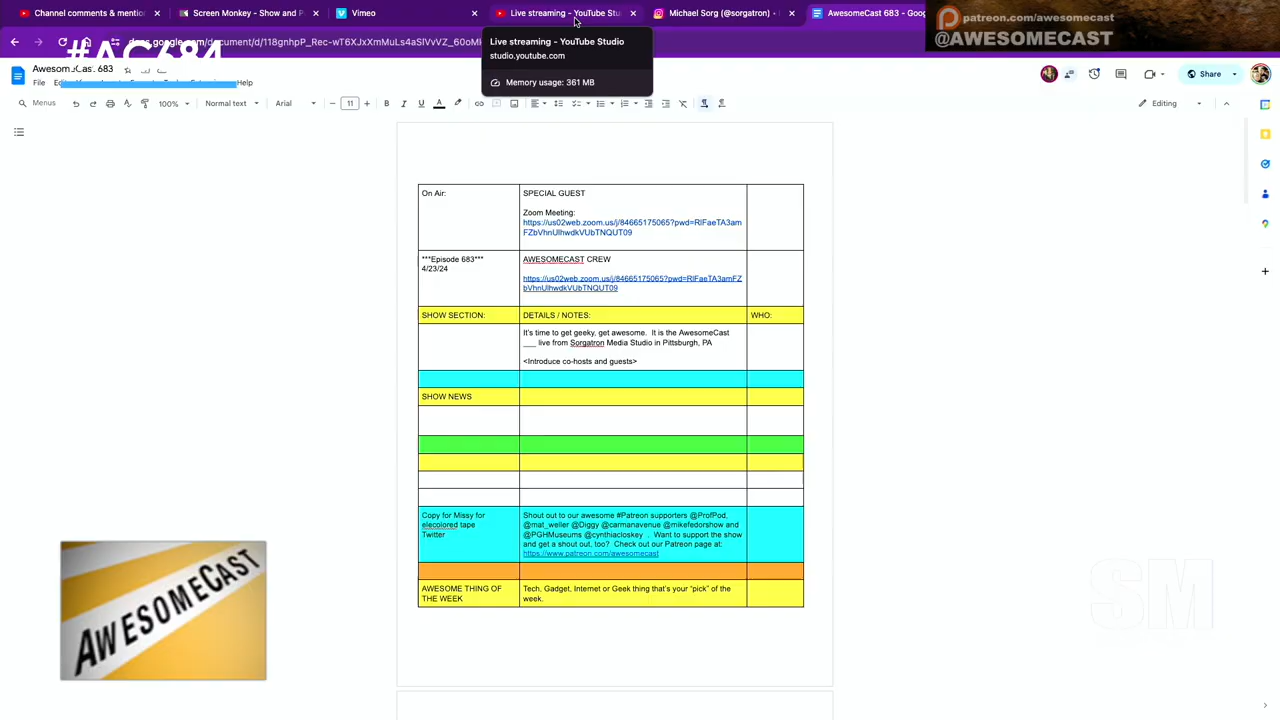 Channel comments & mentio
Screen Monkey - Show and P
Vimeo
Live streaming - YouTube Stu
Michael Sorg (@sorgatron) •
AwesomeCast 683 - Goog
patreon.com/awesomecast
@AWESOMECAST
#AC684
Live streaming - YouTube Studio
studio.youtube.com
Memory usage: 361 MB
AwesomeCast 683
File
Help
Share
Menus
100%
Normal text
Arial
11
Editing
On Air:
SPECIAL GUEST
Zoom Meeting:
https://us02web.zoom.us/j/84665175065?pwd=RlFaeTA3am
FZbVhnUlhwdkVUbTNQUT09
***Episode 683***
4/23/24
AWESOMECAST CREW
https://us02web.zoom.us/j/84665175065?pwd=RlFaeTA3amFZ
bVhnUlhwdkVUbTNQUT09
SHOW SECTION:
DETAILS / NOTES:
WHO:
It's time to get geeky, get awesome. It is the AwesomeCast
___ live from Sorgatron Media Studio in Pittsburgh, PA
<Introduce co-hosts and guests>
SHOW NEWS
Copy for Missy for
elecolored tape
Twitter
Shout out to our awesome #Patreon supporters @ProfPod,
@mat_weller @Diggy @carmanavenue @mikefedorshow and
@PGHMuseums @cynthiacloskey . Want to support the show
and get a shout out, too? Check out our Patreon page at:
https://www.patreon.com/awesomecast
AWESOME THING OF
THE WEEK
Tech, Gadget, Internet or Geek thing that's your "pick" of the
week.
AWESOMECAST
SM